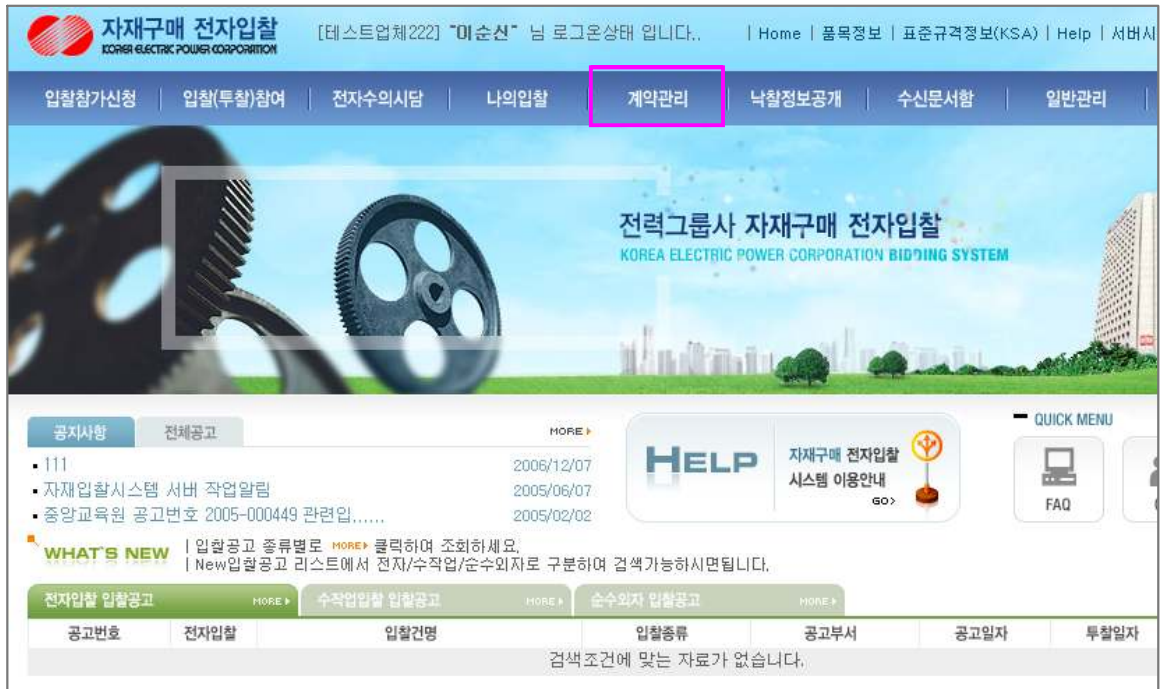 자재구매 전자입찰
KOREA ELECTRIC POWER CORPORATION
[테스트업체222] "이순신" 님 로그온상태 입니다..
| Home | 품목정보 | 표준규격정보(KSA) | Help | 서버시
입찰참가신청 | 입찰(투찰)참여 | 전자수의시담 | 나의입찰 | 계약관리 | 낙찰정보공개 | 수신문서함 | 일반관리 |
전력그룹사 자재구매 전자입찰
KOREA ELECTRIC POWER CORPORATION BIDDING SYSTEM
공지사항 전체공고 MORE
111 2006/12/07
자재입찰시스템 서버 작업알림 2005/06/07
중앙교육원 공고번호 2005-000449 관련입...... 2005/02/02
HELP
자재구매 전자입찰
시스템 이용안내
GO>
QUICK MENU
FAQ
WHAT'S NEW
| 입찰공고 종류별로 MORE 클릭하여 조회하세요.
| New입찰공고 리스트에서 전자/수작업/순수외자로 구분하여 검색가능하시면됩니다.
전자입찰 입찰공고 MORE 수작업입찰 입찰공고 MORE 순수외자 입찰공고 MORE
공고번호 전자입찰 입찰건명 입찰종류 공고부서 공고일자 투찰일자
검색조건에 맞는 자료가 없습니다.